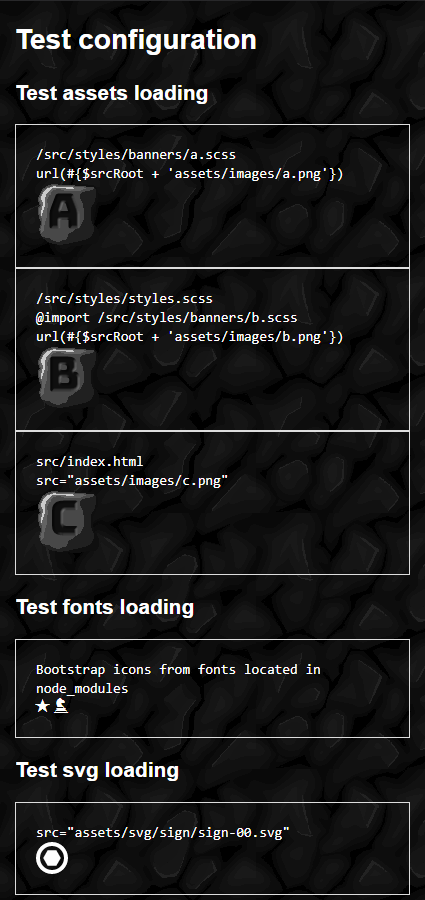 Test configuration
Test assets loading
/src/styles/banners/a.scss
url(#{$srcRoot + 'assets/images/a.png'})
A
/src/styles/styles.scss
@import /src/styles/banners/b.scss
url(#{$srcRoot + 'assets/images/b.png'})
B
src/index.html
src="assets/images/c.png"
C
Test fonts loading
Bootstrap icons from fonts located in
node_modules
Test svg loading
src="assets/svg/sign/sign-00.svg"